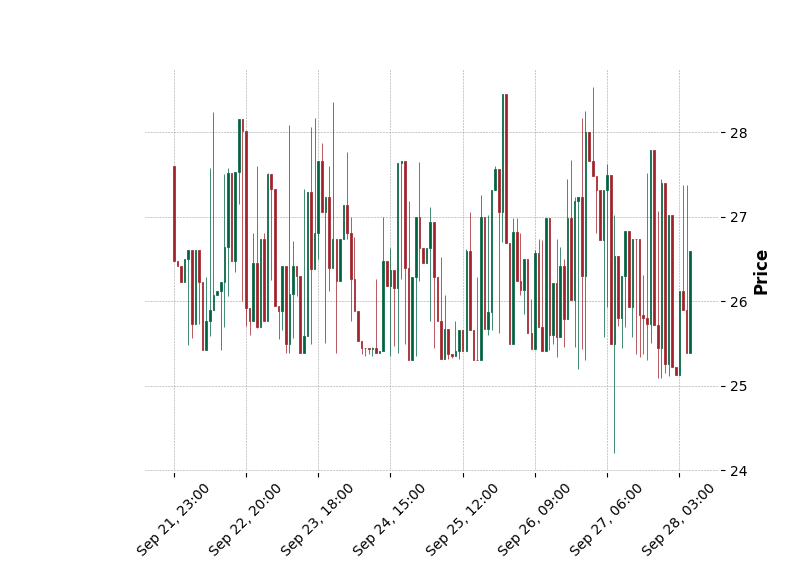 28
27
26
25
24
Price
Sep 21, 23:00
Sep 22, 20:00
Sep 23, 18:00
Sep 24, 15:00
Sep 25, 12:00
Sep 26, 09:00
Sep 27, 06:00
Sep 28, 03:00